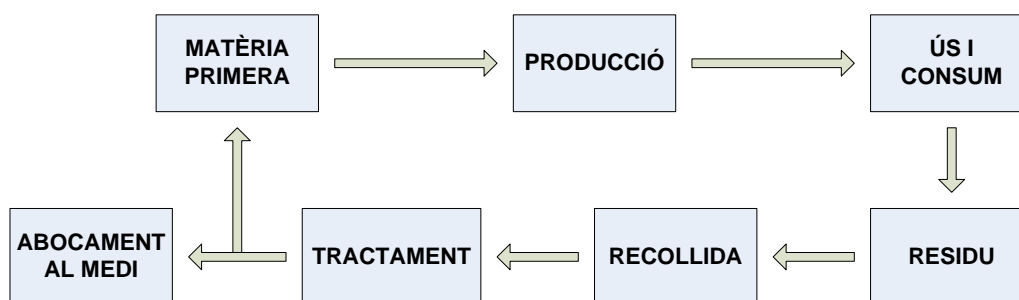 MATÈRIA
PRIMERA
PRODUCCIÓ
ÚS I
CONSUM
ABOCAMENT
AL MEDI
TRACTAMENT
RECOLLIDA
RESIDU